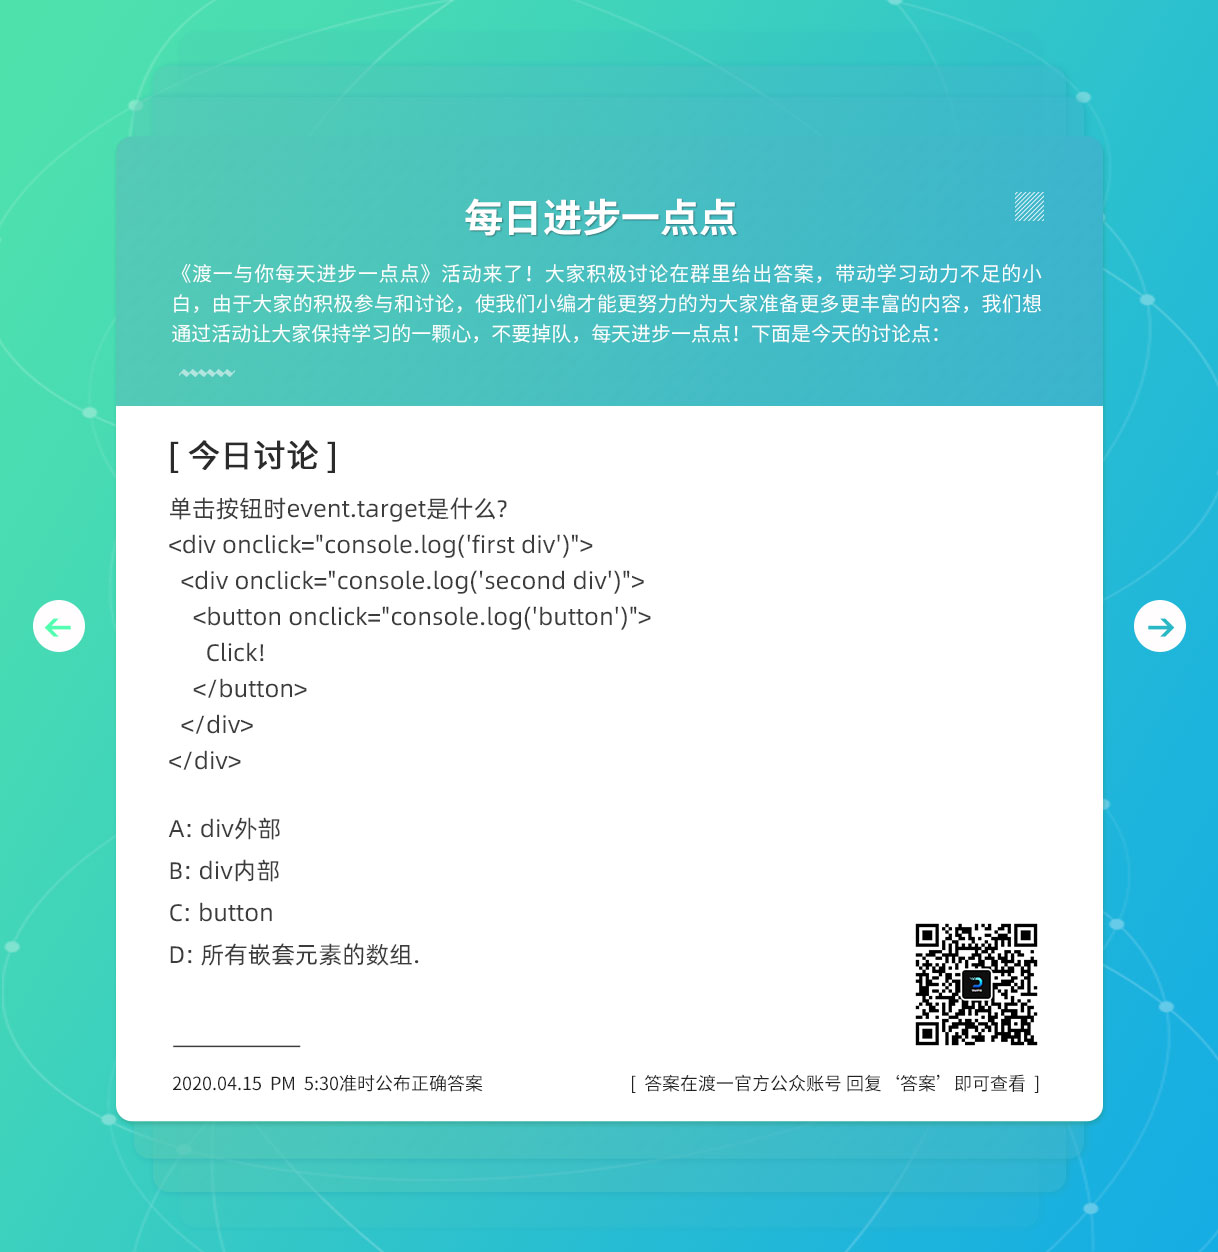 每日进步一点点
《渡一与你每天进步一点点》活动来了！大家积极讨论在群里给出答案，带动学习动力不足的小
白，由于大家的积极参与和讨论，使我们小编才能更努力的为大家准备更多更丰富的内容，我们想
通过活动让大家保持学习的一颗心，不要掉队，每天进步一点点！下面是今天的讨论点：
[ 今日讨论 ]
单击按钮时event.target是什么?
<div onclick="console.log('first div')">
  <div onclick="console.log('second div')">
    <button onclick="console.log('button')">
      Click!
    </button>
  </div>
</div>
A: div外部
B: div内部
C: button
D: 所有嵌套元素的数组.
2020.04.15 PM 5:30准时公布正确答案
[ 答案在渡一官方公众账号 回复 ‘答案’ 即可查看 ]